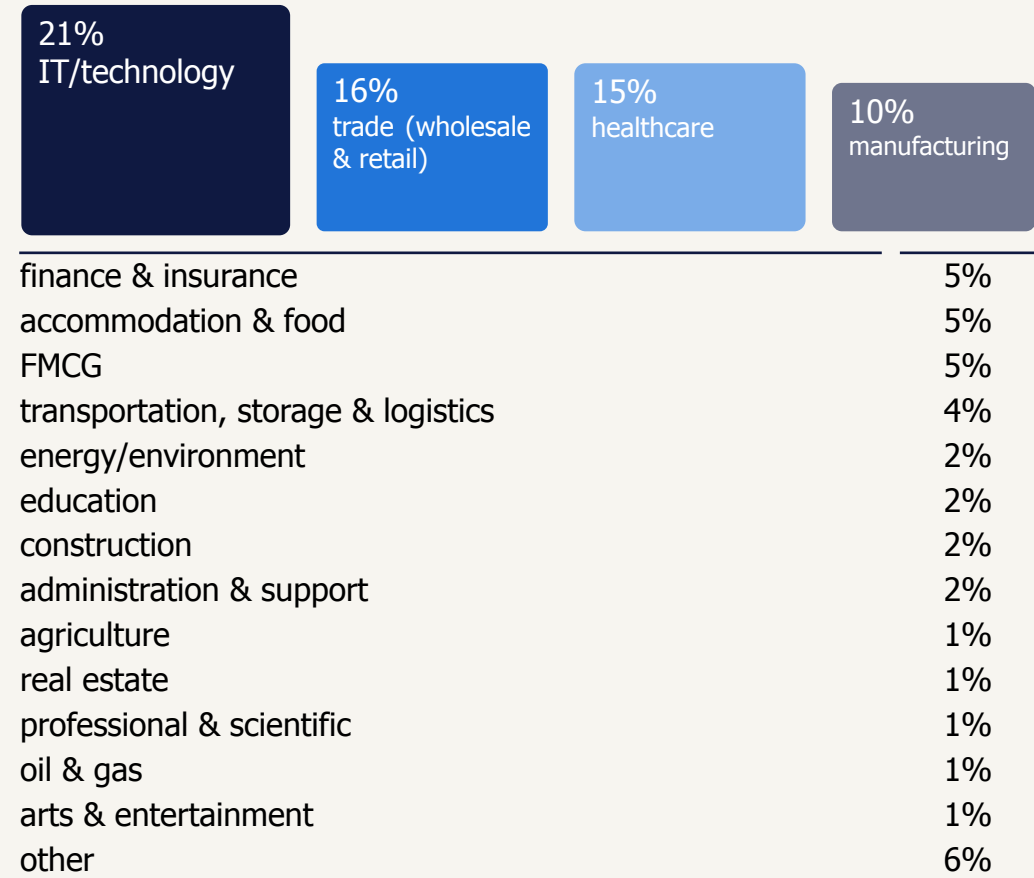 21%
IT/technology
16%
trade (wholesale
& retail)
15%
healthcare
10%
manufacturing
finance & insurance 5%
accommodation & food 5%
FMCG 5%
transportation, storage & logistics 4%
energy/environment 2%
education 2%
construction 2%
administration & support 2%
agriculture 1%
real estate 1%
professional & scientific 1%
oil & gas 1%
arts & entertainment 1%
other 6%